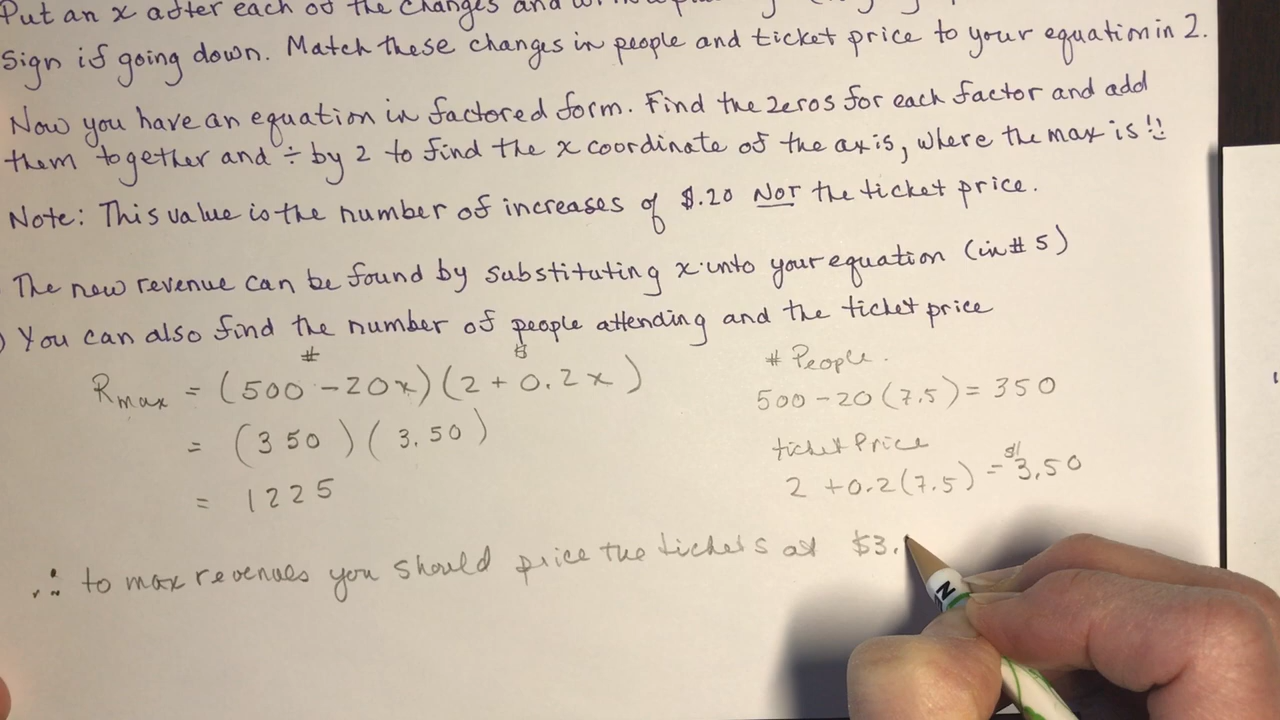 Put an x after each of the changes and
Sign if going down. Match these changes in people and ticket price to your equation in 2.
Now you have an equation in factored form. Find the zeros for each factor and add
them together and ÷ by 2 to find the x coordinate of the axis, where the max is !!
Note: This value is the number of increases of $.20 NOT the ticket price.
The new revenue can be found by substituting x into your equation (in # 5)
) You can also find the number of people attending and the ticket price
# $
Rmax = (500 - 20x)(2 + 0.2x)
= (350)(3.50)
= 1225
# People.
500 - 20(7.5) = 350
ticket Price
2 + 0.2(7.5) = $3.50
∴ to max revenues you should price the tickets at $3.
N